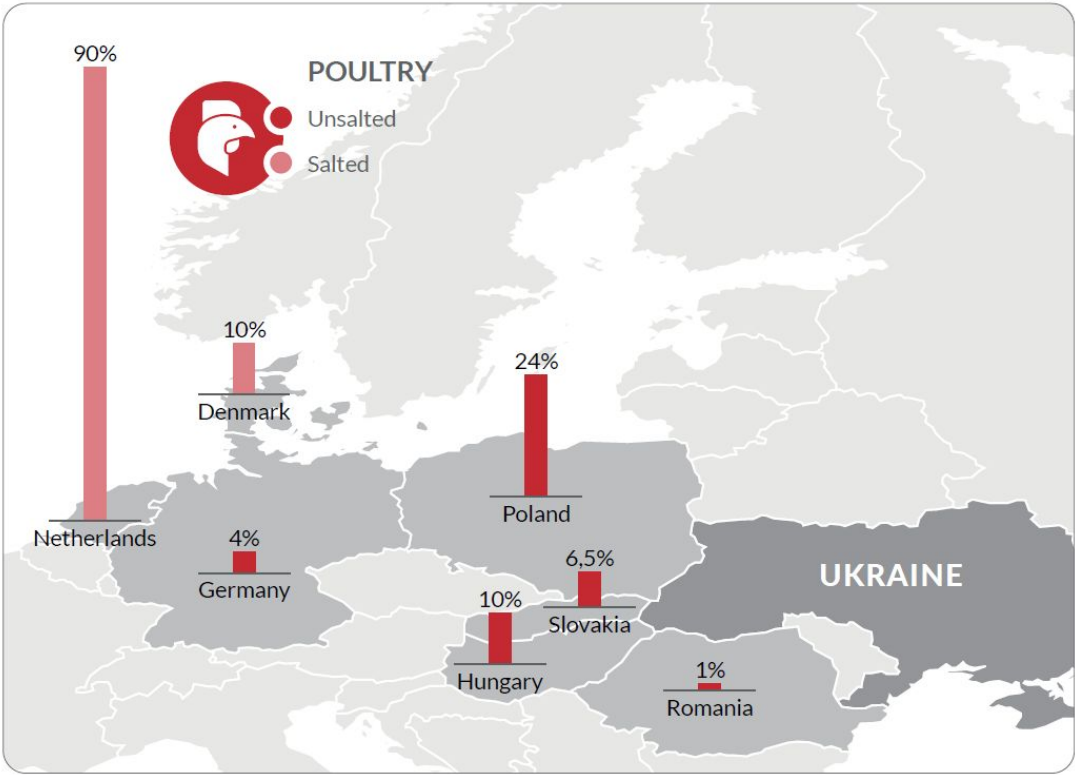 90%
POULTRY
Unsalted
Salted
10%
Denmark
24%
Poland
Netherlands
4%
Germany
6,5%
Slovakia
UKRAINE
10%
Hungary
1%
Romania